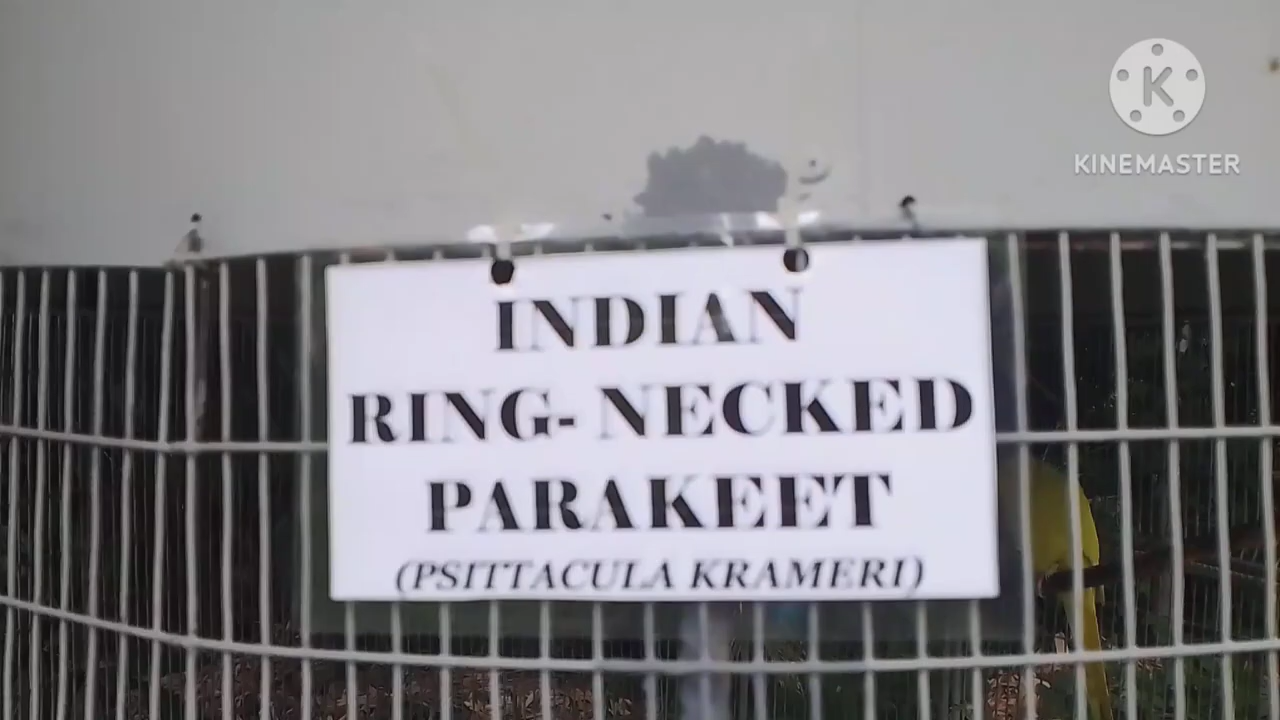 KINEMASTER
INDIAN
RING- NECKED
PARAKEET
(PSITTACULA KRAMERI)